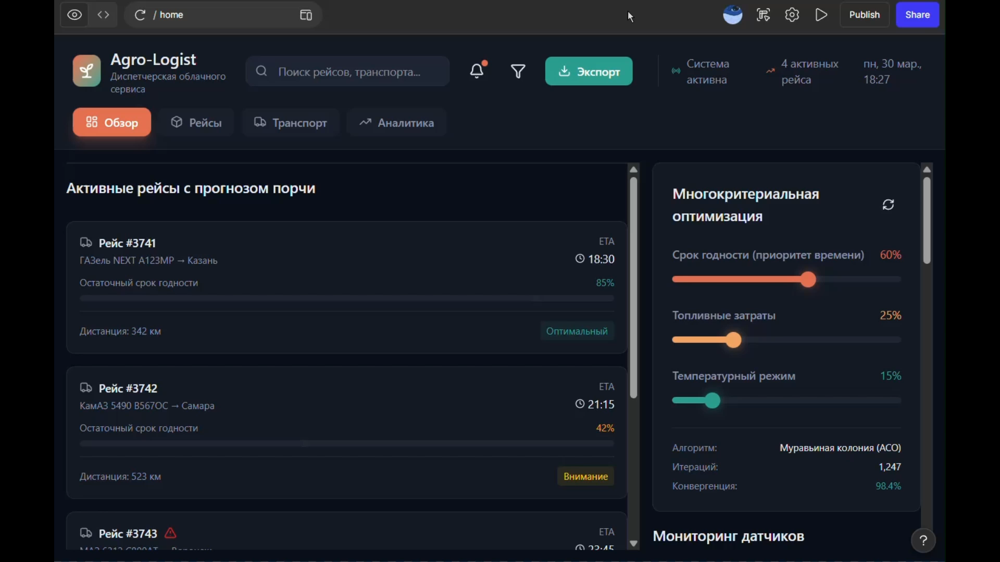 / home
Publish
Share
Agro-Logist
Диспетчерская облачного
сервиса
Поиск рейсов, транспорта...
Экспорт
Система
активна
4 активных
рейса
пн, 30 мар.,
18:27
Обзор
Рейсы
Транспорт
Аналитика
Активные рейсы с прогнозом порчи
Рейс #3741
ETA
ГАЗель NEXT А123МР → Казань
18:30
Остаточный срок годности
85%
Дистанция: 342 км
Оптимальный
Рейс #3742
ETA
КамАЗ 5490 В567ОС → Самара
21:15
Остаточный срок годности
42%
Дистанция: 523 км
Внимание
Рейс #3743
ETA
23:45
Многокритериальная
оптимизация
Срок годности (приоритет времени)
60%
Топливные затраты
25%
Температурный режим
15%
Алгоритм:
Муравьиная колония (ACO)
Итераций:
1,247
Конвергенция:
98.4%
Мониторинг датчиков
?